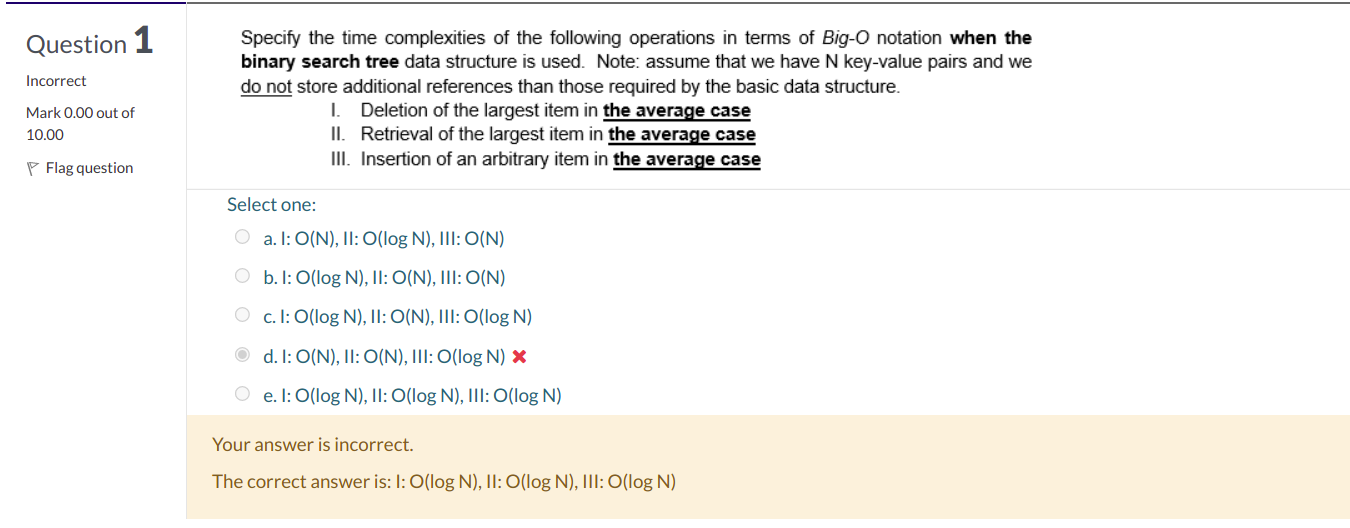 Question 1
Incorrect
Mark 0.00 out of
10.00
Flag question
Specify the time complexities of the following operations in terms of Big-O notation when the
binary search tree data structure is used. Note: assume that we have N key-value pairs and we
do not store additional references than those required by the basic data structure.
I. Deletion of the largest item in the average case
II. Retrieval of the largest item in the average case
III. Insertion of an arbitrary item in the average case
Select one:
a. I: O(N), II: O(log N), III: O(N)
b. I: O(log N), II: O(N), III: O(N)
c. I: O(log N), II: O(N), III: O(log N)
d. I: O(N), II: O(N), III: O(log N)
e. I: O(log N), II: O(log N), III: O(log N)
Your answer is incorrect.
The correct answer is: I: O(log N), II: O(log N), III: O(log N)